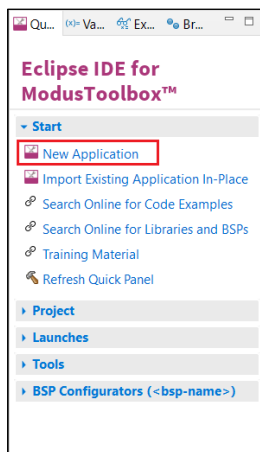 Qu... (x)= Va... Ex... Br...
Eclipse IDE for
ModusToolbox™
Start
New Application
Import Existing Application In-Place
Search Online for Code Examples
Search Online for Libraries and BSPs
Training Material
Refresh Quick Panel
Project
Launches
Tools
BSP Configurators (<bsp-name>)